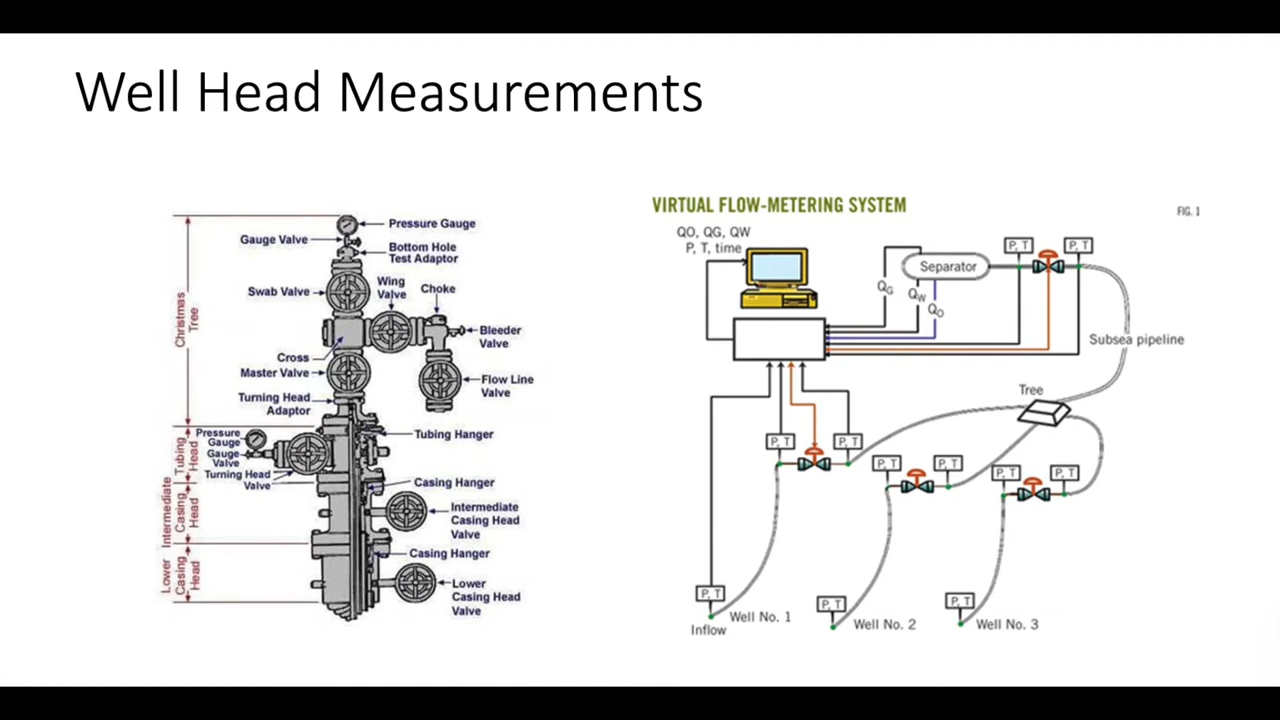 Well Head Measurements
Pressure Gauge
Gauge Valve
Bottom Hole
Test Adaptor
Swab Valve
Wing
Valve
Choke
Bleeder
Valve
Cross
Master Valve
Flow Line
Valve
Turning Head
Adaptor
Christmas
Tree
Pressure
Gauge
Gauge
Valve
Turning Head
Valve
Tubing Hanger
Tubing
Head
Casing Hanger
Intermediate
Casing
Head
Intermediate
Casing Head
Valve
Casing Hanger
Lower
Casing
Head
Lower
Casing Head
Valve
VIRTUAL FLOW-METERING SYSTEM
FIG. 1
QO, QG, QW
P, T, time
Separator
P, T
P, T
QG
QW
QO
Subsea pipeline
Tree
P, T
P, T
P, T
P, T
P, T
P, T
P, T
Well No. 1
Inflow
P, T
Well No. 2
P, T
Well No. 3